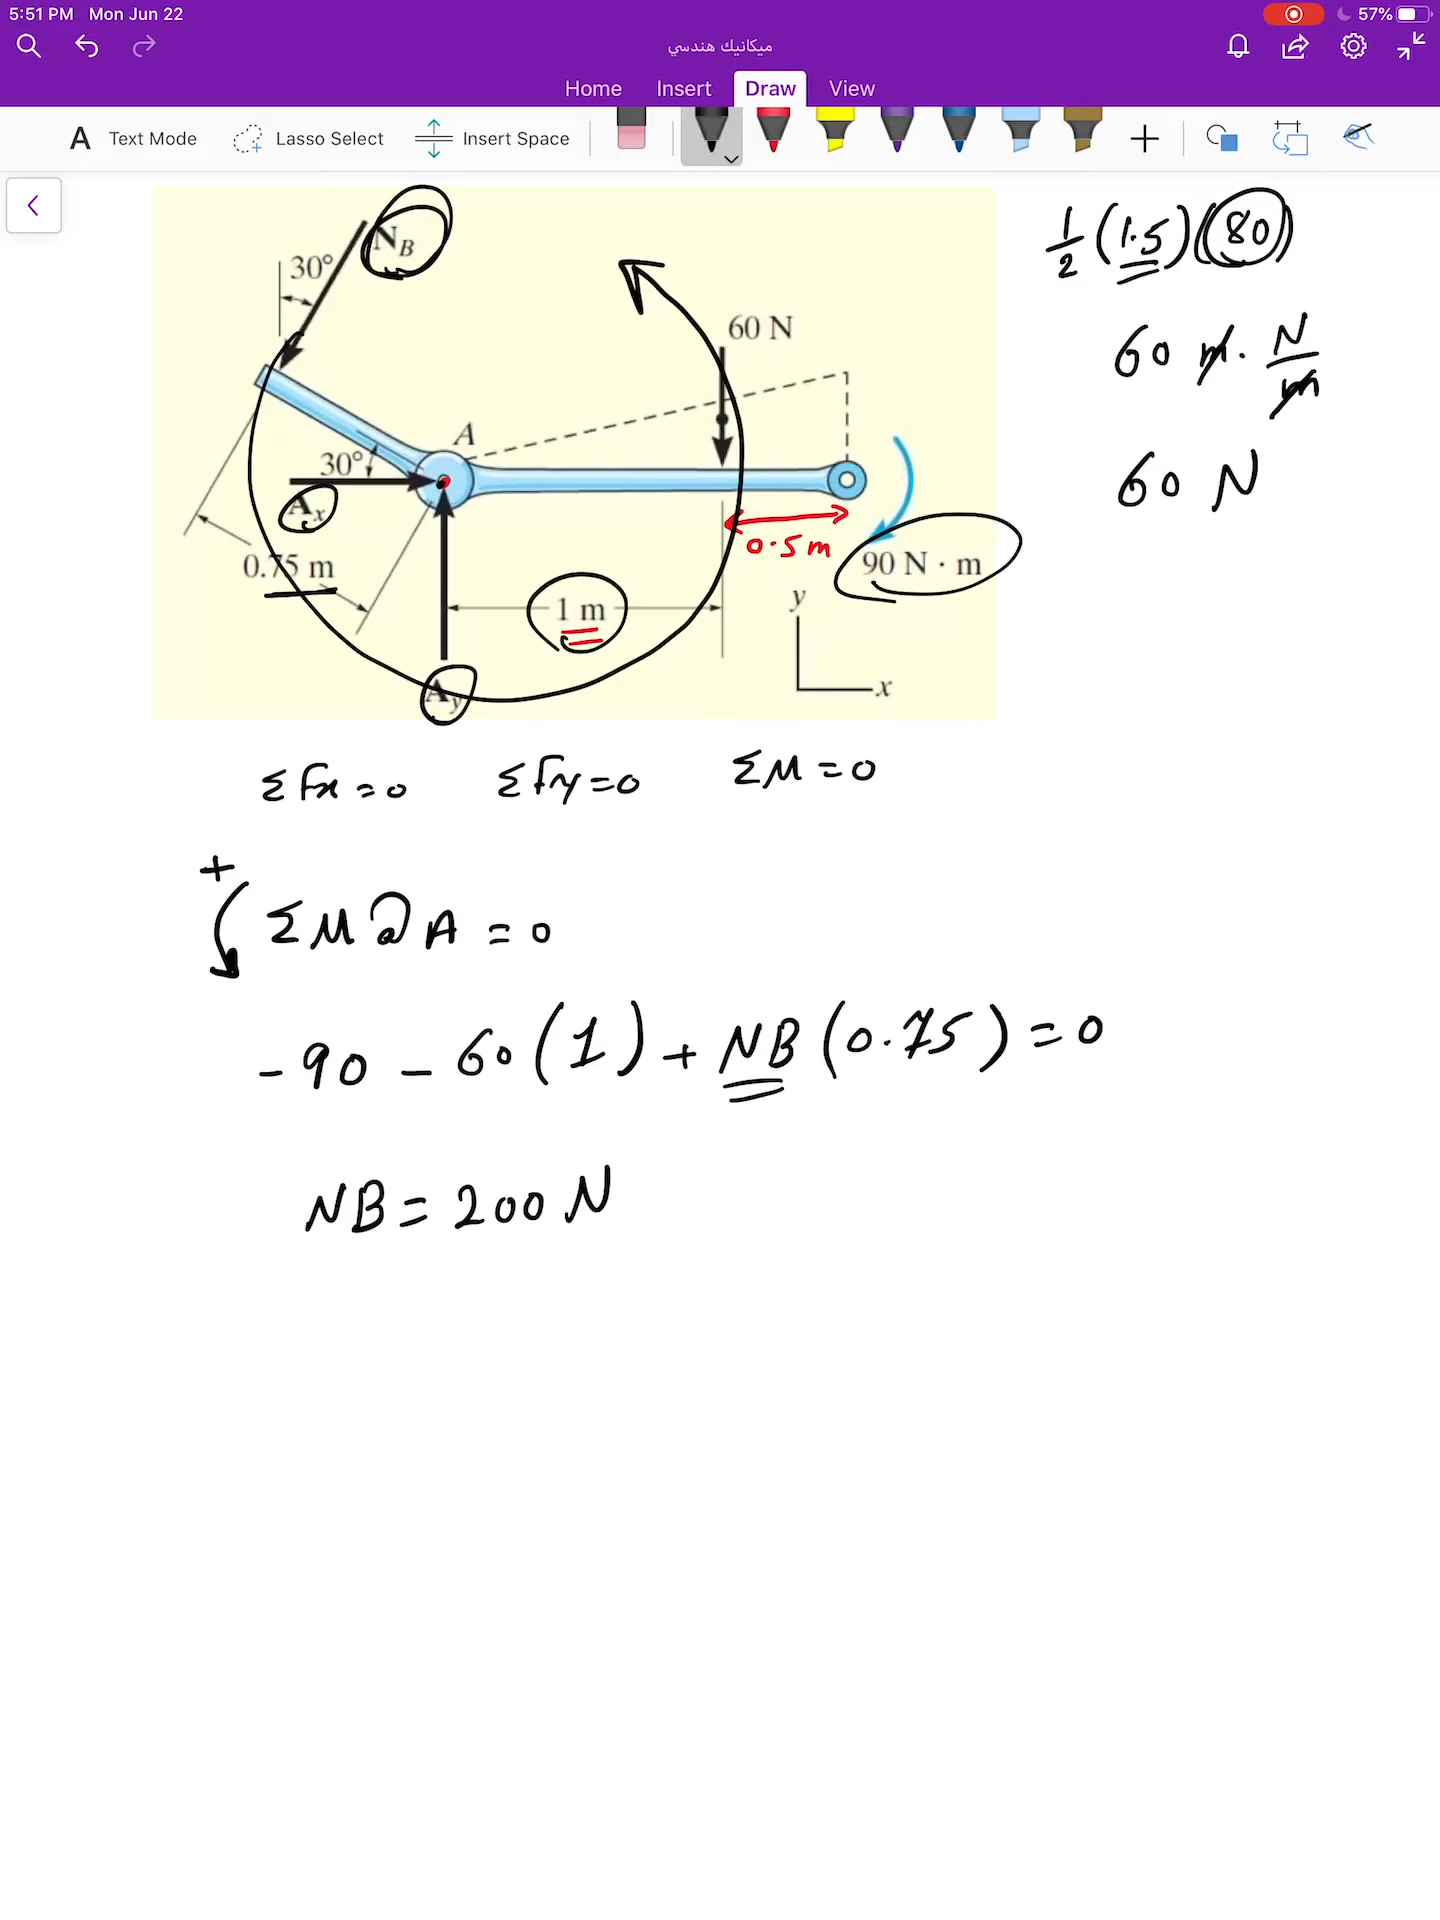 5:51 PM Mon Jun 22
57%
ميكانيك هندسي
Home Insert Draw View
A Text Mode Lasso Select Insert Space
N_B
30°
60 N
A
30°
A_x
0.75 m
0.5 m
90 N · m
1 m
y
x
A_y
1/2 (1.5)(80)
60 m. N/m
60 N
ΣFx=0 ΣFy=0 ΣM=0
+
ΣM@A=0
-90-60(1)+NB(0.75)=0
NB=200 N